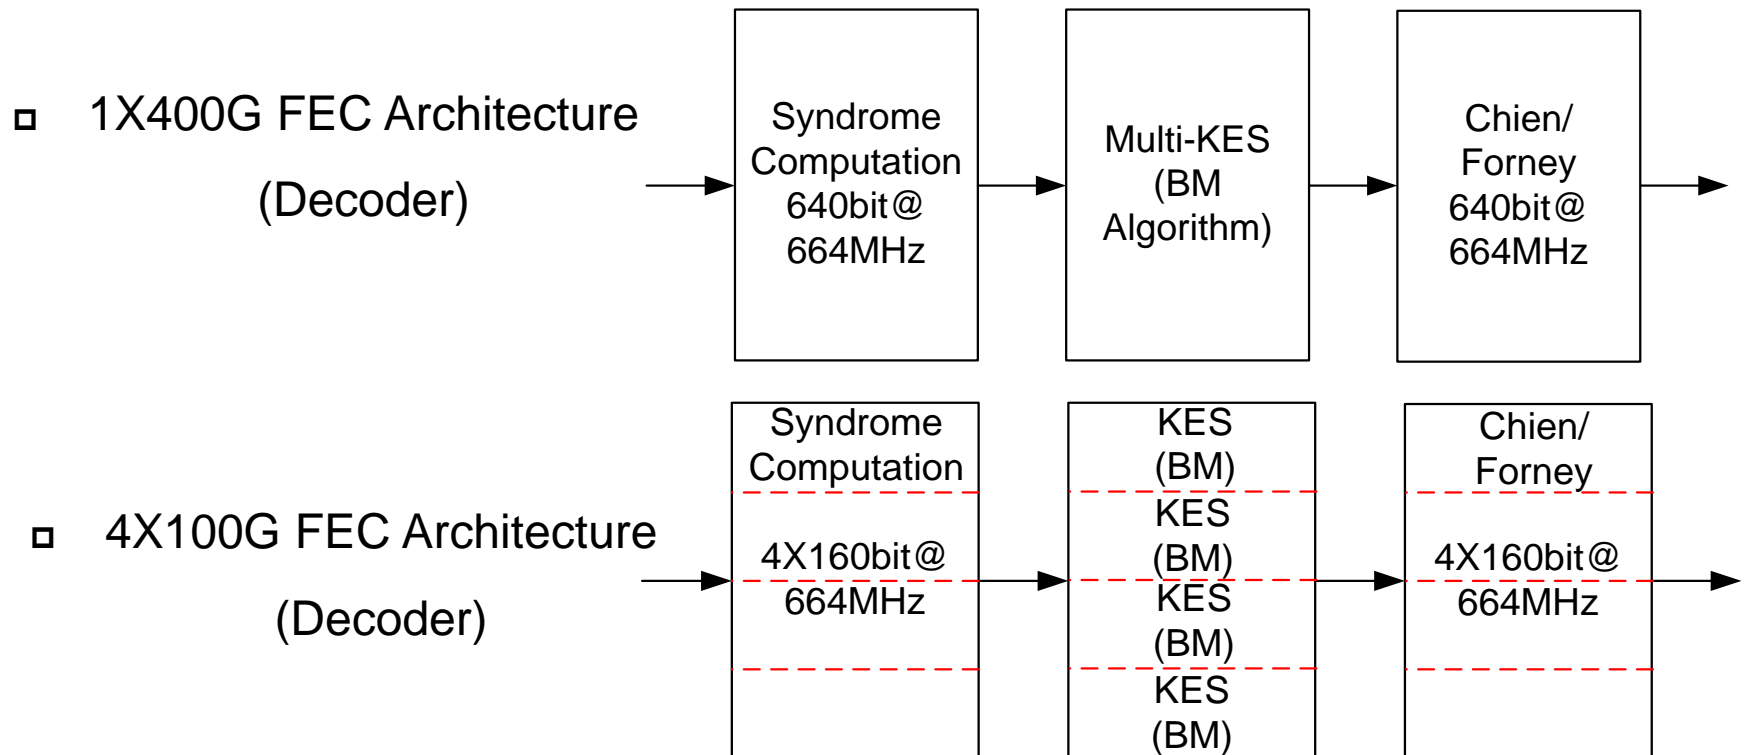 1X400G FEC Architecture
(Decoder)
Syndrome
Computation
640bit@
664MHz
Multi-KES
(BM
Algorithm)
Chien/
Forney
640bit@
664MHz
4X100G FEC Architecture
(Decoder)
Syndrome
Computation
4X160bit@
664MHz
KES
(BM)
KES
(BM)
KES
(BM)
KES
(BM)
Chien/
Forney
4X160bit@
664MHz